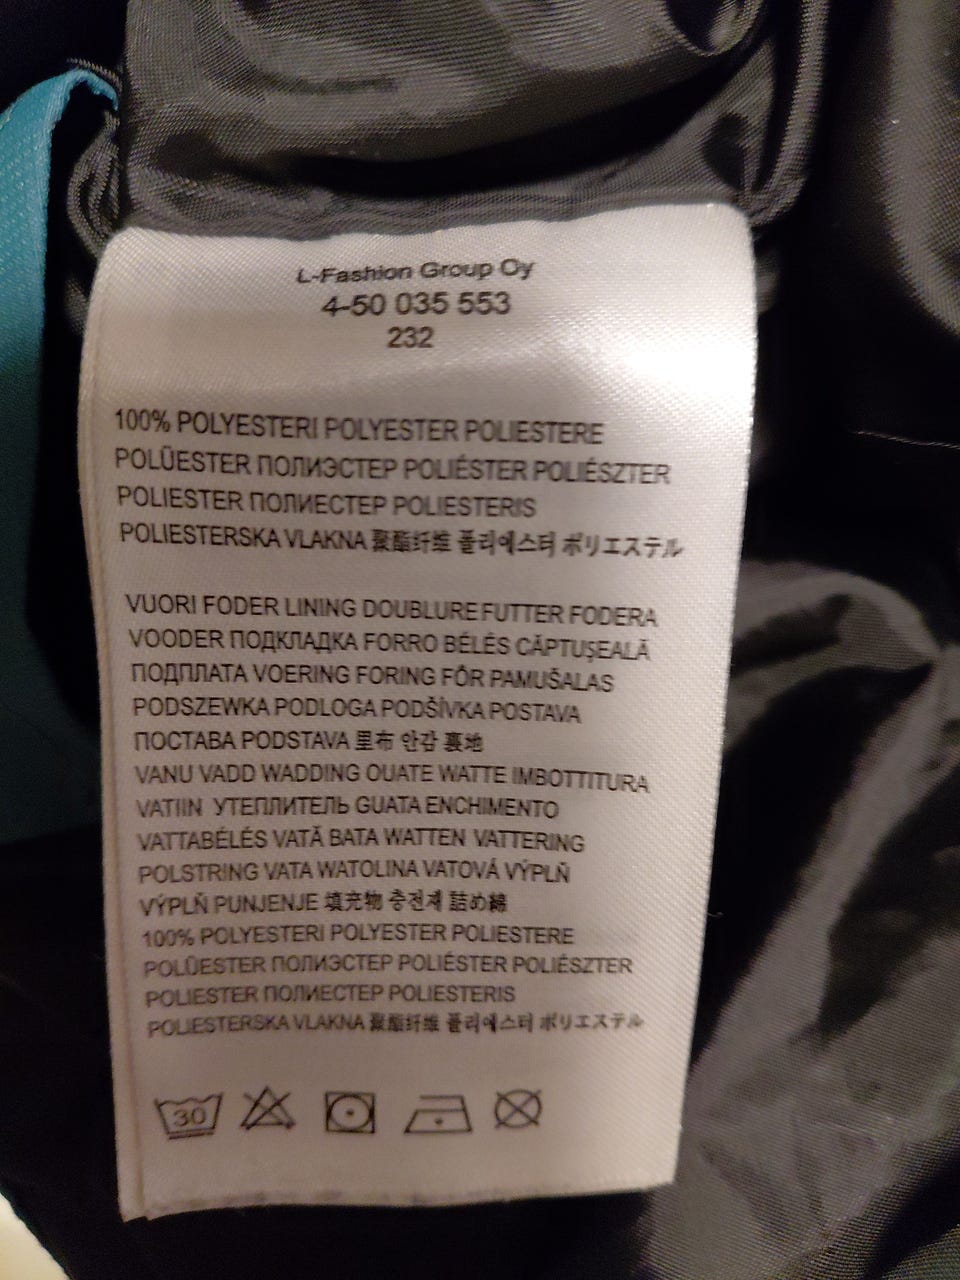 L-Fashion Group Oy
4-50 035 553
232
100% POLYESTERI POLYESTER POLIESTERE
POLÜESTER ПОЛИЭСТЕР POLIÉSTER POLIÉSZTER
POLIESTER ПОЛИЕСТЕР POLIESTERIS
POLIESTERSKA VLAKNA 聚酯纤维 폴리에스터 ポリエステル
VUORI FODER LINING DOUBLURE FUTTER FODERA
VOODER ПОДКЛАДКА FORRO BÉLÉS CĂPTUŞEALĂ
ПОДПЛАТА VOERING FORING FÔR PAMUŠALAS
PODSZEWKA PODLOGA PODŠÍVKA POSTAVA
ПОСТАВА PODSTAVA 里布 안감 裏地
VANU VADD WADDING OUATE WATTE IMBOTTITURA
VATIIN УТЕПЛИТЕЛЬ GUATA ENCHIMENTO
VATTABÉLÉS VATĂ BATA WATTEN VATTERING
POLSTRING VATA WATOLINA VATOVÁ VÝPLŇ
VÝPLŇ PUNJENJE 填充物 충전재 詰め綿
100% POLYESTERI POLYESTER POLIESTERE
POLÜESTER ПОЛИЭСТЕР POLIÉSTER POLIÉSZTER
POLIESTER ПОЛИЕСТЕР POLIESTERIS
POLIESTERSKA VLAKNA 聚酯纤维 폴리에스터 ポリエステル
30